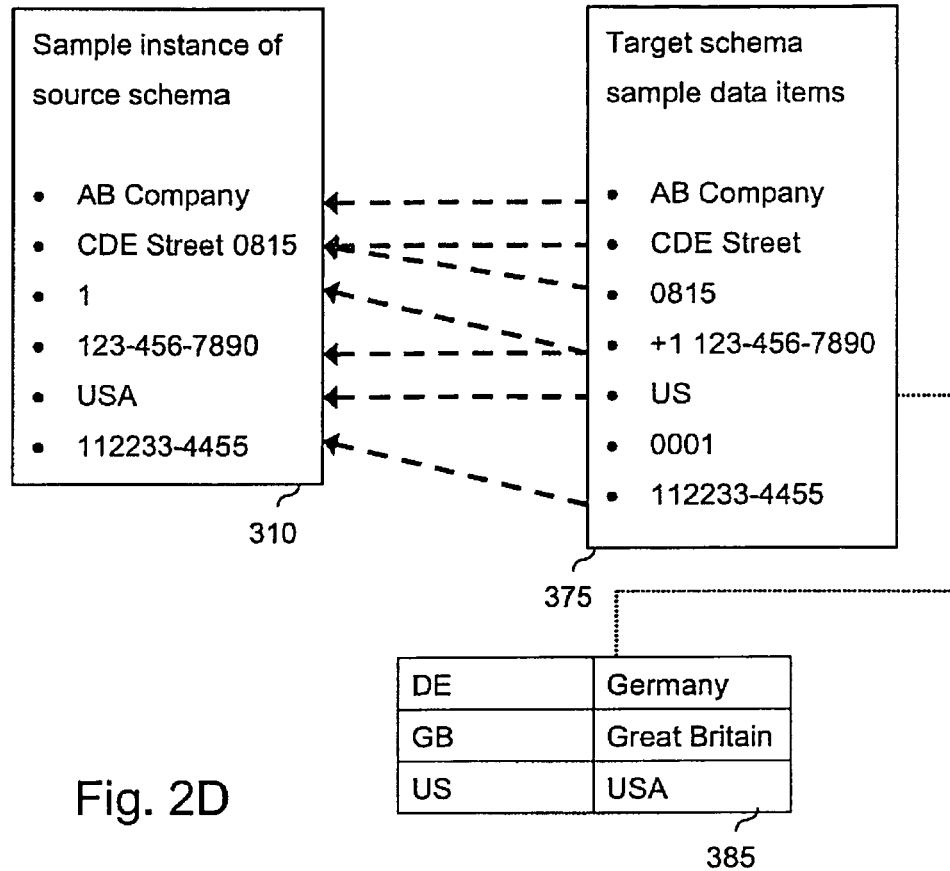 Sample instance of
source schema
• AB Company
• CDE Street 0815
• 1
• 123-456-7890
• USA
• 112233-4455
310
Target schema
sample data items
• AB Company
• CDE Street
• 0815
• +1 123-456-7890
• US
• 0001
• 112233-4455
375
DE Germany
GB Great Britain
US USA
385
Fig. 2D